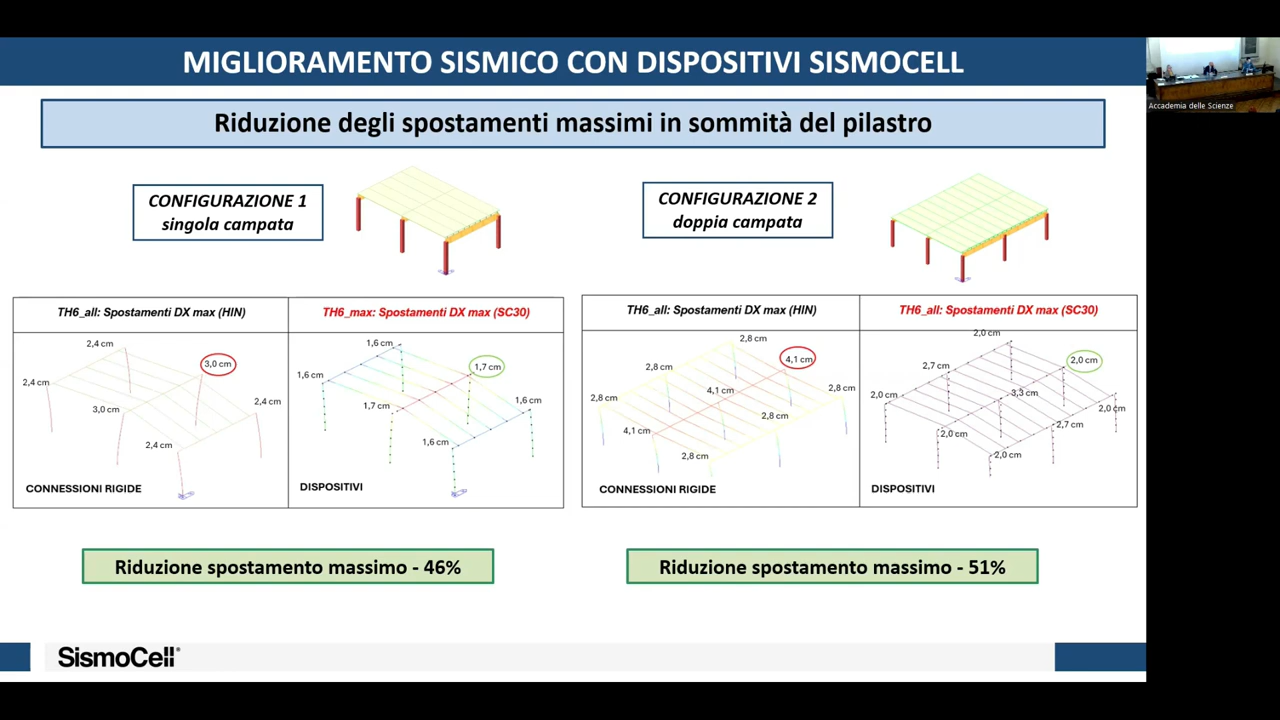 MIGLIORAMENTO SISMICO CON DISPOSITIVI SISMOCELL
Accademia delle Scienze
Riduzione degli spostamenti massimi in sommità del pilastro
CONFIGURAZIONE 1
singola campata
CONFIGURAZIONE 2
doppia campata
TH6_all: Spostamenti DX max (HIN)
TH6_max: Spostamenti DX max (SC30)
2,4 cm
3,0 cm
2,4 cm
3,0 cm
2,4 cm
2,4 cm
CONNESSIONI RIGIDE
1,6 cm
1,7 cm
1,6 cm
1,7 cm
1,6 cm
1,6 cm
DISPOSITIVI
TH6_all: Spostamenti DX max (HIN)
TH6_all: Spostamenti DX max (SC30)
2,8 cm
4,1 cm
2,8 cm
4,1 cm
2,8 cm
2,8 cm
2,8 cm
4,1 cm
2,8 cm
CONNESSIONI RIGIDE
2,0 cm
2,0 cm
2,7 cm
3,3 cm
2,0 cm
2,0 cm
2,0 cm
2,7 cm
2,0 cm
DISPOSITIVI
Riduzione spostamento massimo - 46%
Riduzione spostamento massimo - 51%
SismoCell®